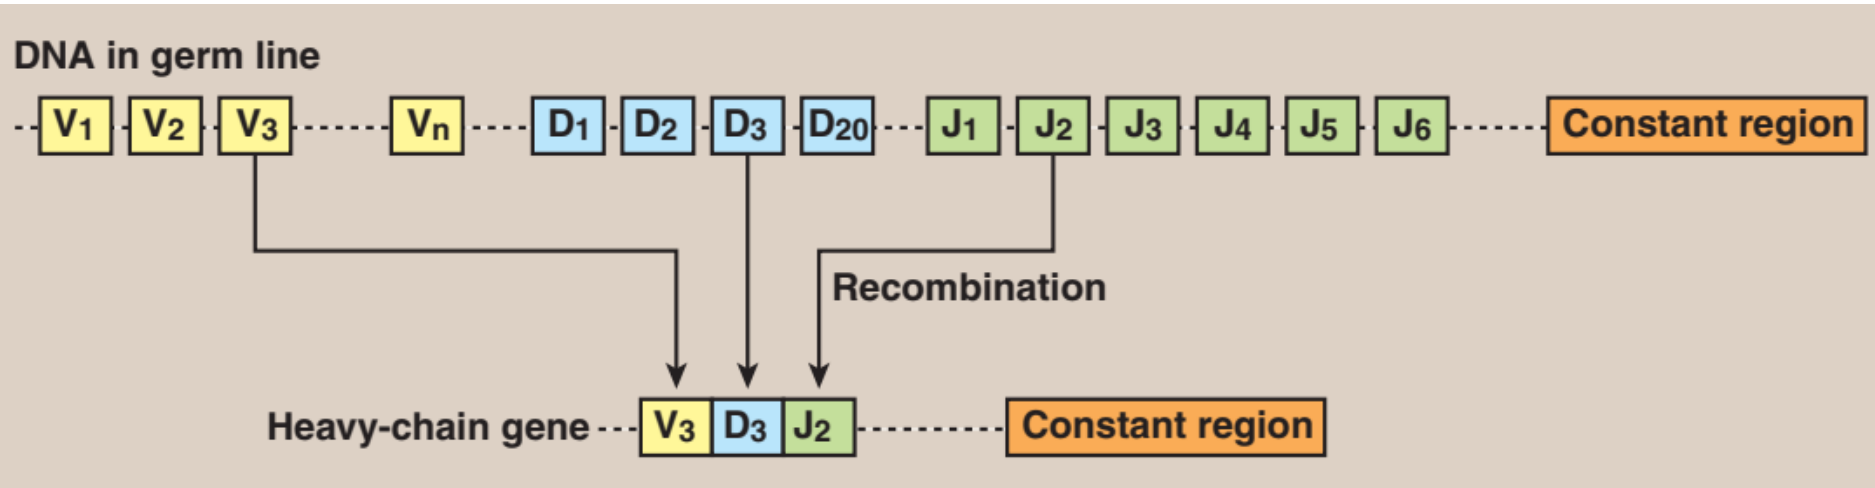 DNA in germ line
V1 V2 V3 Vn D1 D2 D3 D20 J1 J2 J3 J4 J5 J6 Constant region
Recombination
Heavy-chain gene V3 D3 J2 Constant region